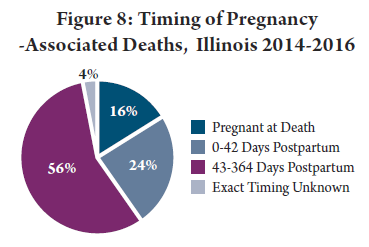 Figure 8: Timing of Pregnancy
-Associated Deaths, Illinois 2014-2016
4%
16%
24%
56%
Pregnant at Death
0-42 Days Postpartum
43-364 Days Postpartum
Exact Timing Unknown